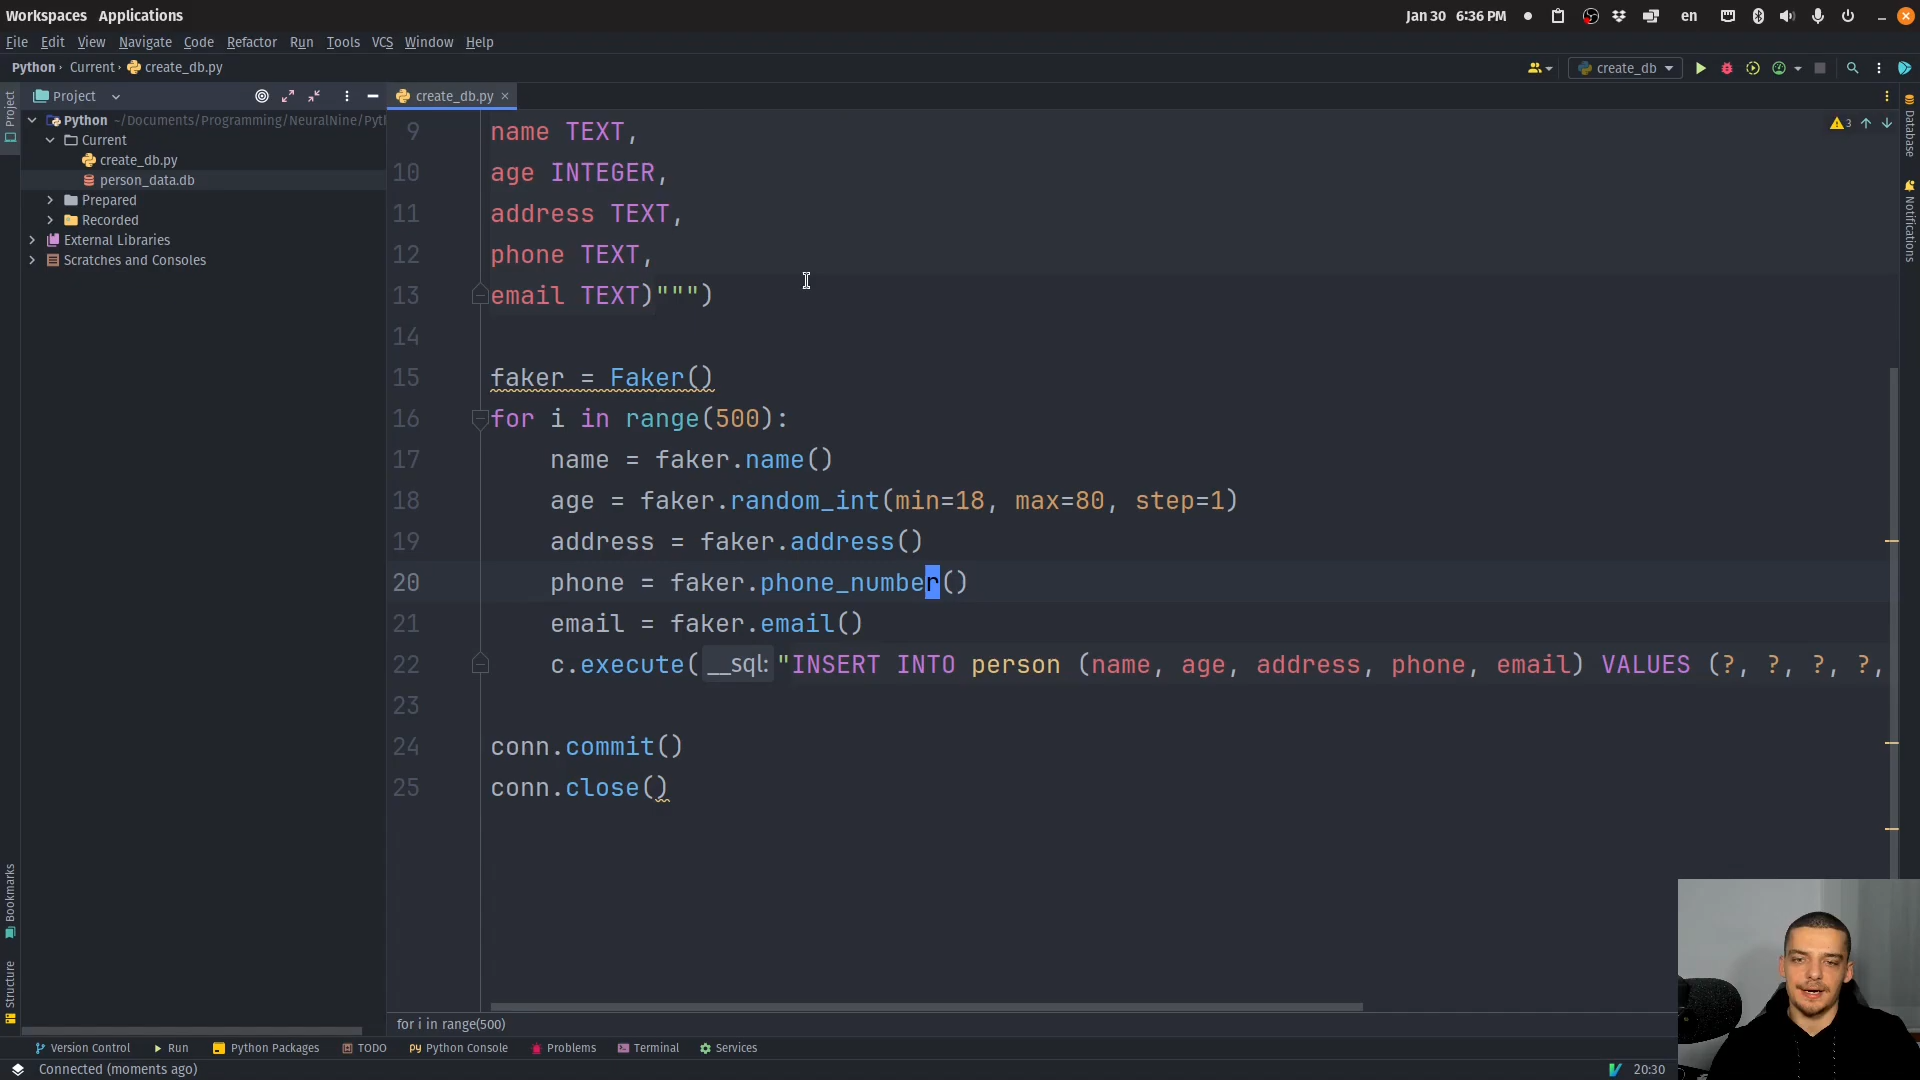 Workspaces Applications
Jan 30 6:36 PM
en
File Edit View Navigate Code Refactor Run Tools VCS Window Help
Python Current create_db.py
create_db
Project
create_db.py
Python ~/Documents/Programming/NeuralNine/Pyt
Current
create_db.py
person_data.db
Prepared
Recorded
External Libraries
Scratches and Consoles
Project
Bookmarks
Structure
3
Database
Notifications
9 name TEXT,
10 age INTEGER,
11 address TEXT,
12 phone TEXT,
13 email TEXT)""")
14
15 faker = Faker()
16 for i in range(500):
17 name = faker.name()
18 age = faker.random_int(min=18, max=80, step=1)
19 address = faker.address()
20 phone = faker.phone_number()
21 email = faker.email()
22 c.execute(__sql: "INSERT INTO person (name, age, address, phone, email) VALUES (?, ?, ?, ?,
23
24 conn.commit()
25 conn.close()
for i in range(500)
Version Control Run Python Packages TODO Python Console Problems Terminal Services
Connected (moments ago)
20:30